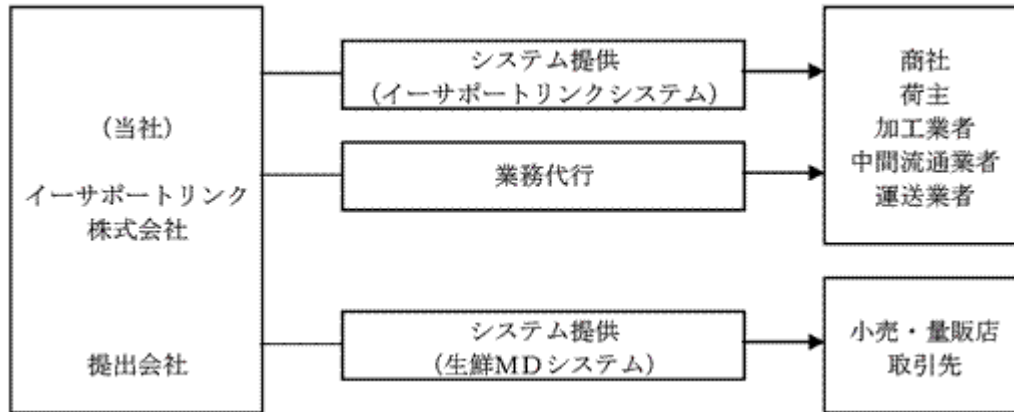 (当社)
イーサポートリンク
株式会社
提出会社
システム提供
(イーサポートリンクシステム)
業務代行
システム提供
(生鮮MDシステム)
商社
荷主
加工業者
中間流通業者
運送業者
小売・量販店
取引先